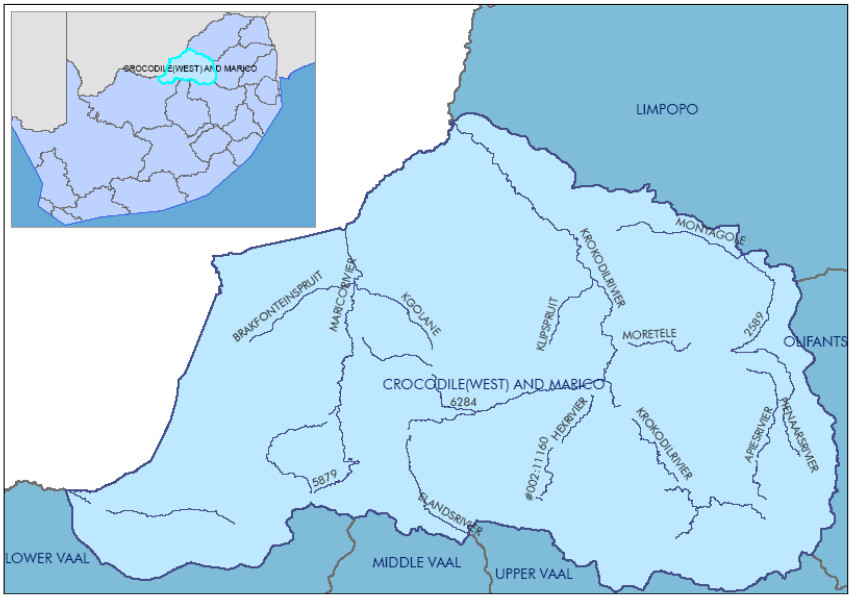 CROCODILE(WEST) AND MARICO
LIMPOPO
MONTAGOLE
KROKODILRIVIER
MARICORIVIER
BRAKFONTEINSPRUIT
KGOLANE
KLIPSPRUIT
MORETELE
2589
OLIFANTS
CROCODILE(WEST) AND MARICO
6284
HEXRIVIER
KROKODILRIVIER
APIESRIVIER
PIENAARSRIVIER
#002:11160
5879
ELANDSRIVIER
LOWER VAAL
MIDDLE VAAL
UPPER VAAL